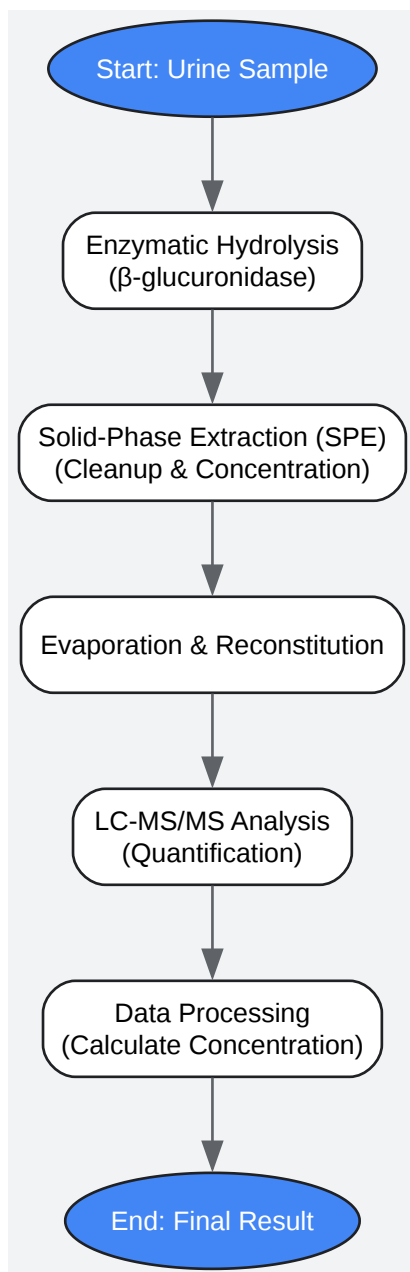 Start: Urine Sample
Enzymatic Hydrolysis
(β-glucuronidase)
Solid-Phase Extraction (SPE)
(Cleanup & Concentration)
Evaporation & Reconstitution
LC-MS/MS Analysis
(Quantification)
Data Processing
(Calculate Concentration)
End: Final Result